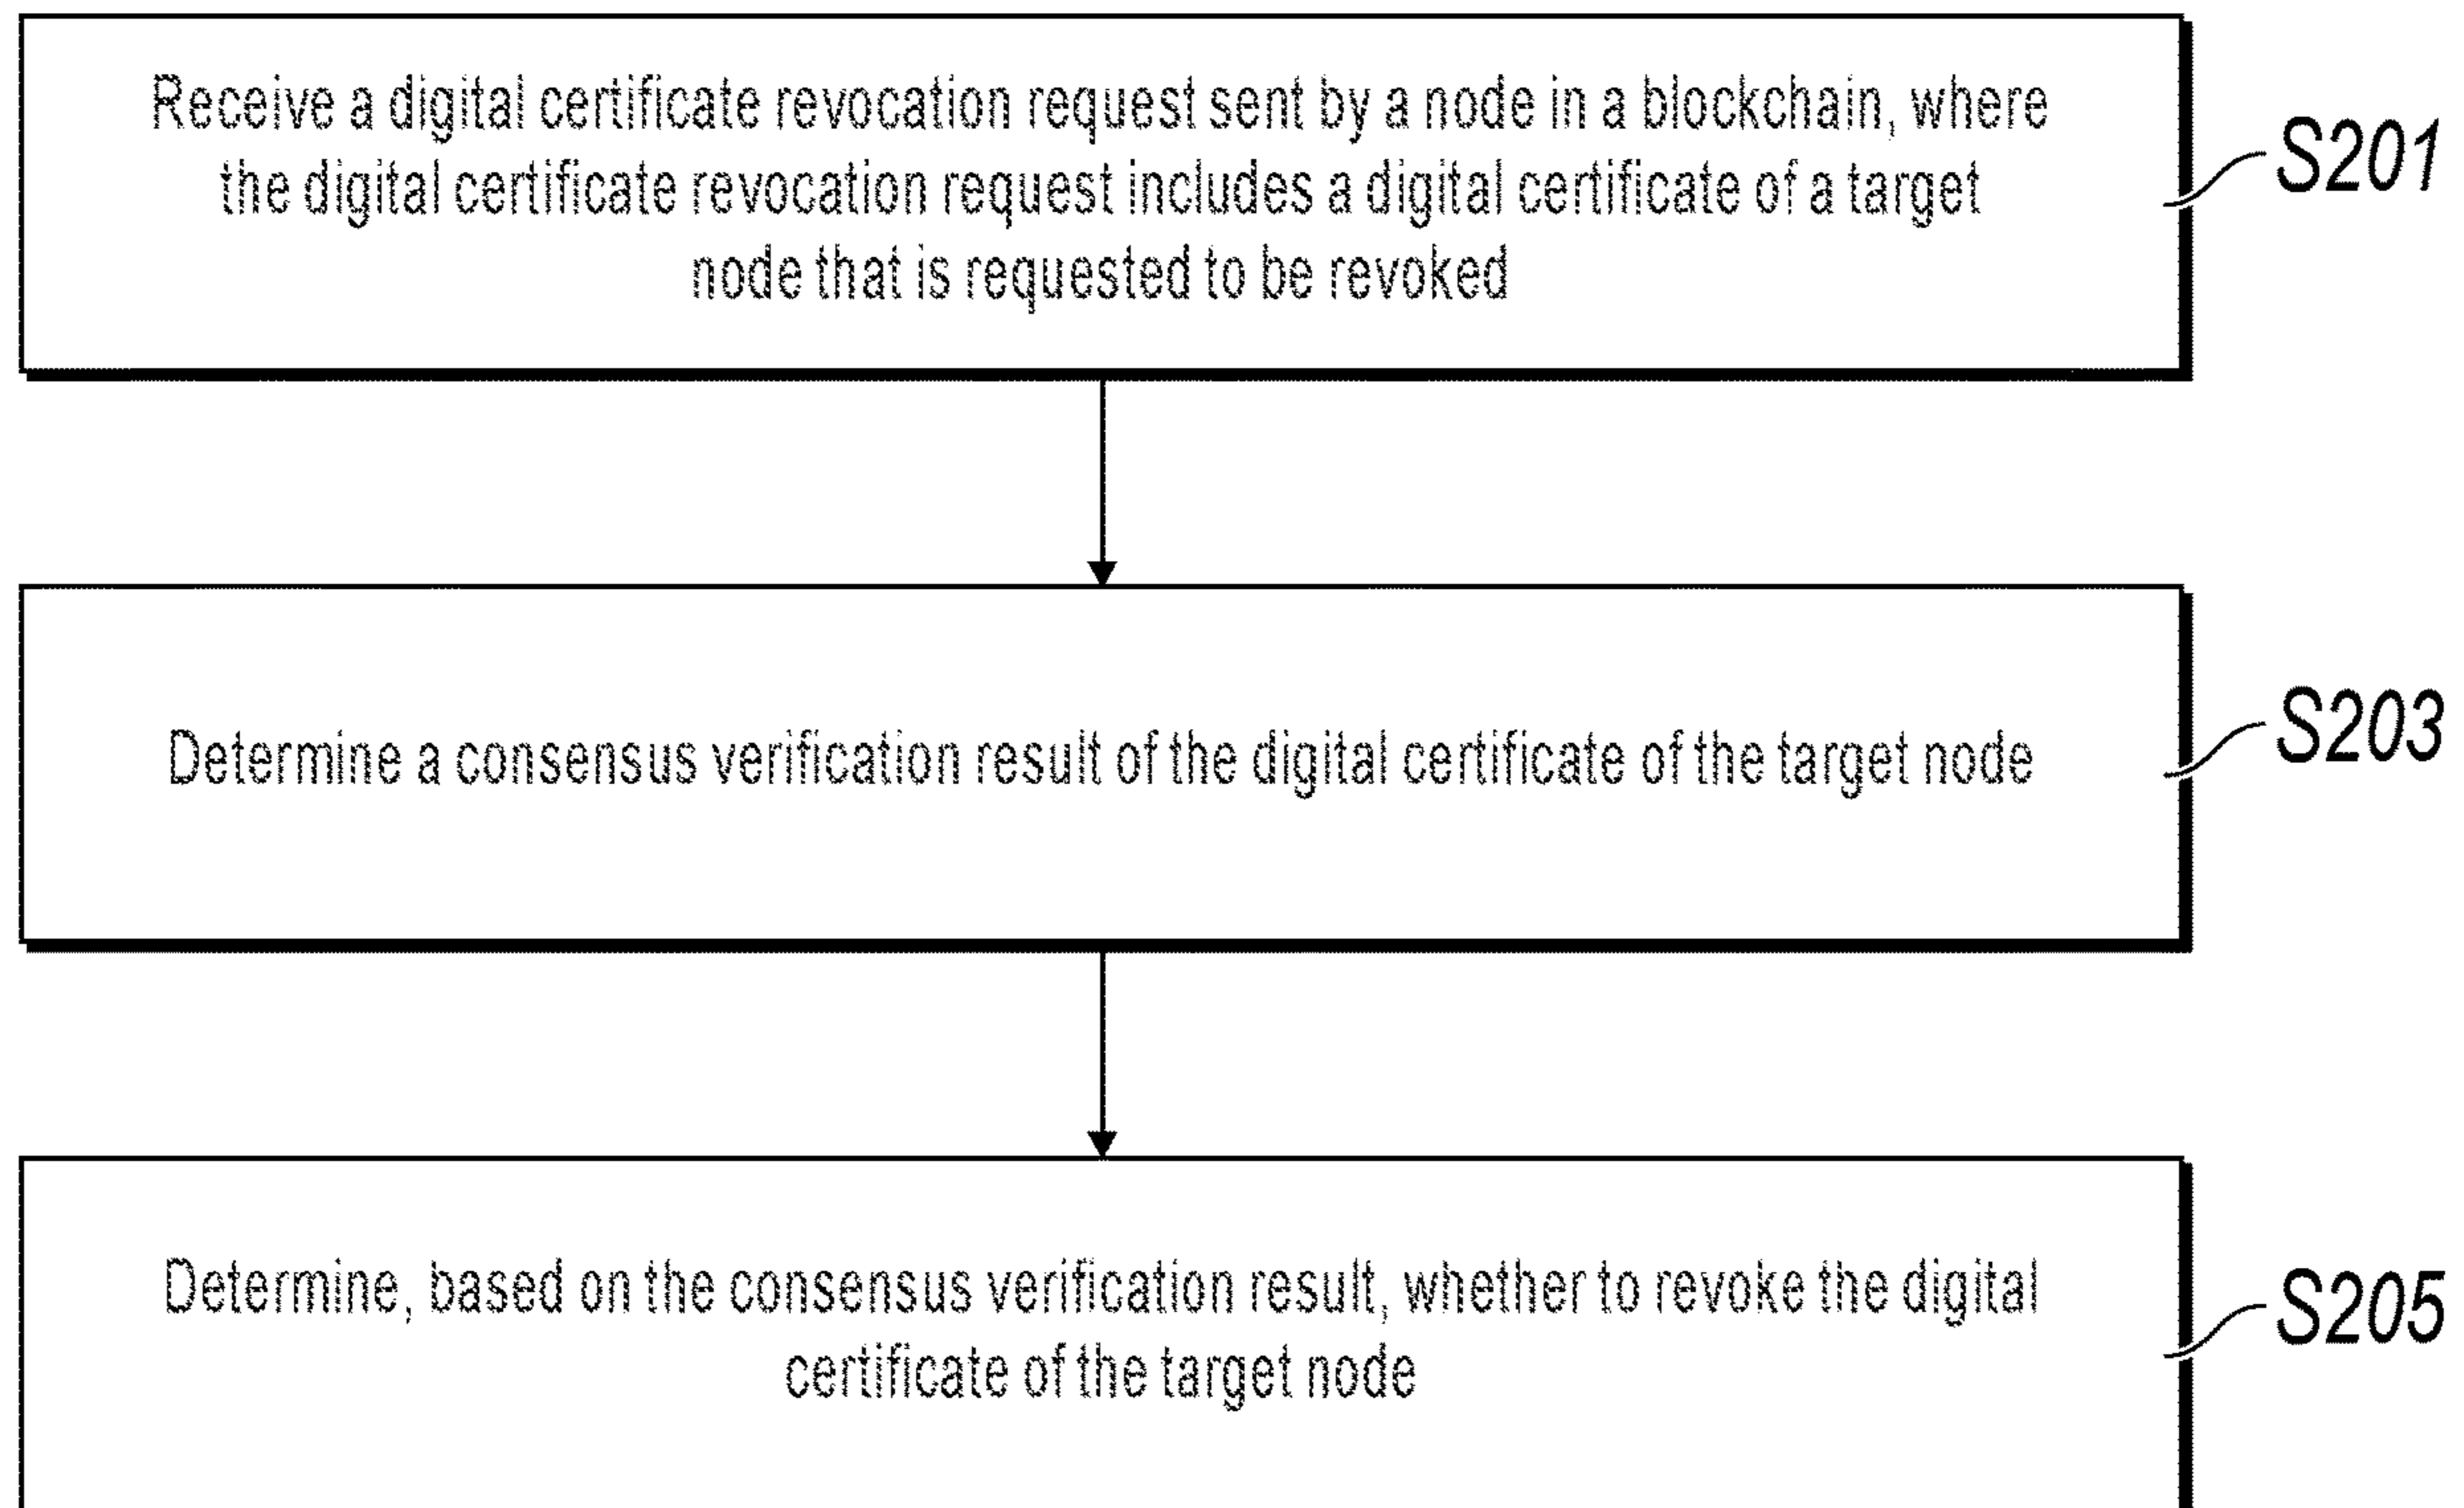 Receive a digital certificate revocation request sent by a node in a blockchain, where
the digital certificate revocation request includes a digital certificate of a target
node that is requested to be revoked
S201
Determine a consensus verification result of the digital certificate of the target node
S203
Determine, based on the consensus verification result, whether to revoke the digital
certificate of the target node
S205